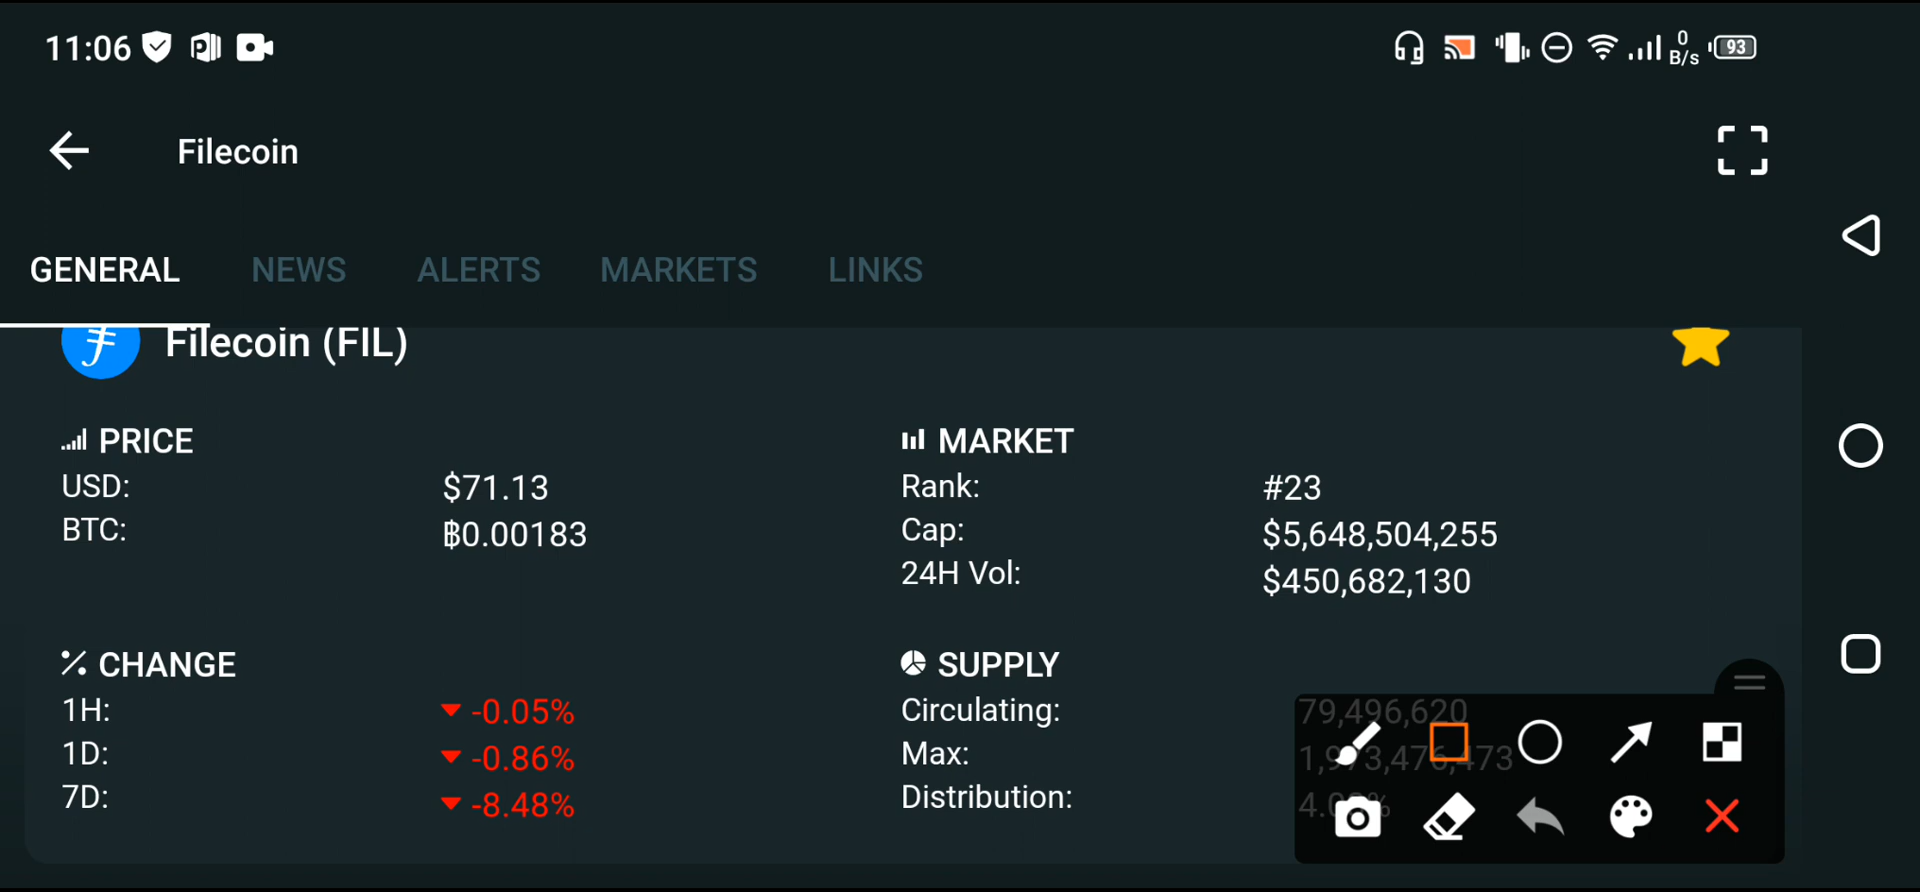 11:06
0 B/s 93
Filecoin
GENERAL NEWS ALERTS MARKETS LINKS
Filecoin (FIL)
PRICE
USD: $71.13
BTC: ฿0.00183
MARKET
Rank: #23
Cap: $5,648,504,255
24H Vol: $450,682,130
CHANGE
1H: -0.05%
1D: -0.86%
7D: -8.48%
SUPPLY
Circulating: 79,496,620
Max:
Distribution: